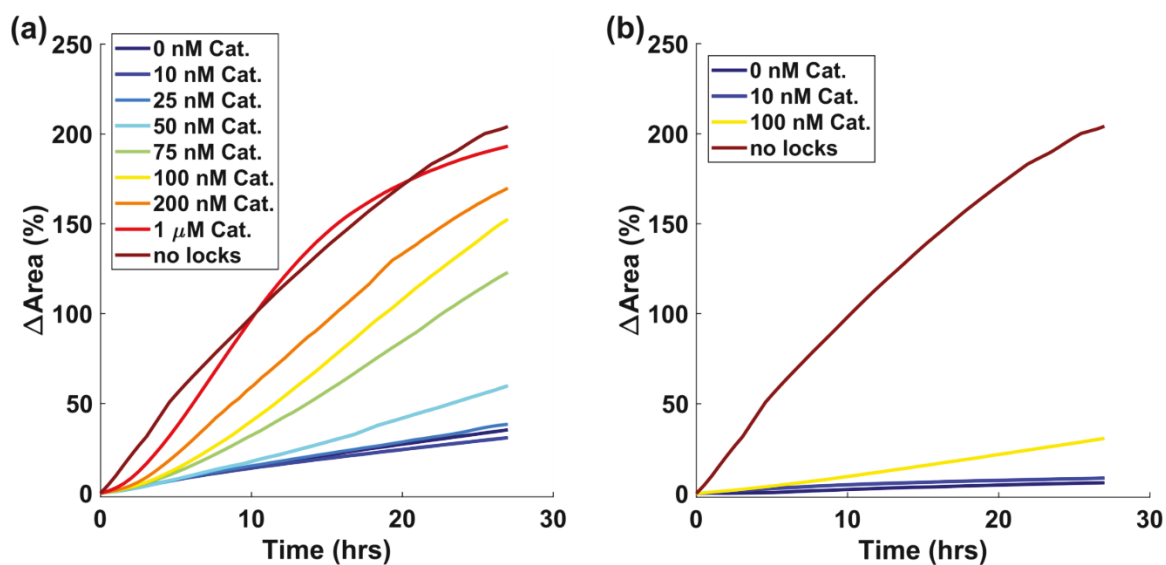 (a)
250
200
150
100
50
0
0 10 20 30
ΔArea (%)
Time (hrs)
0 nM Cat.
10 nM Cat.
25 nM Cat.
50 nM Cat.
75 nM Cat.
100 nM Cat.
200 nM Cat.
1 μM Cat.
no locks
(b)
250
200
150
100
50
0
0 10 20 30
ΔArea (%)
Time (hrs)
0 nM Cat.
10 nM Cat.
100 nM Cat.
no locks